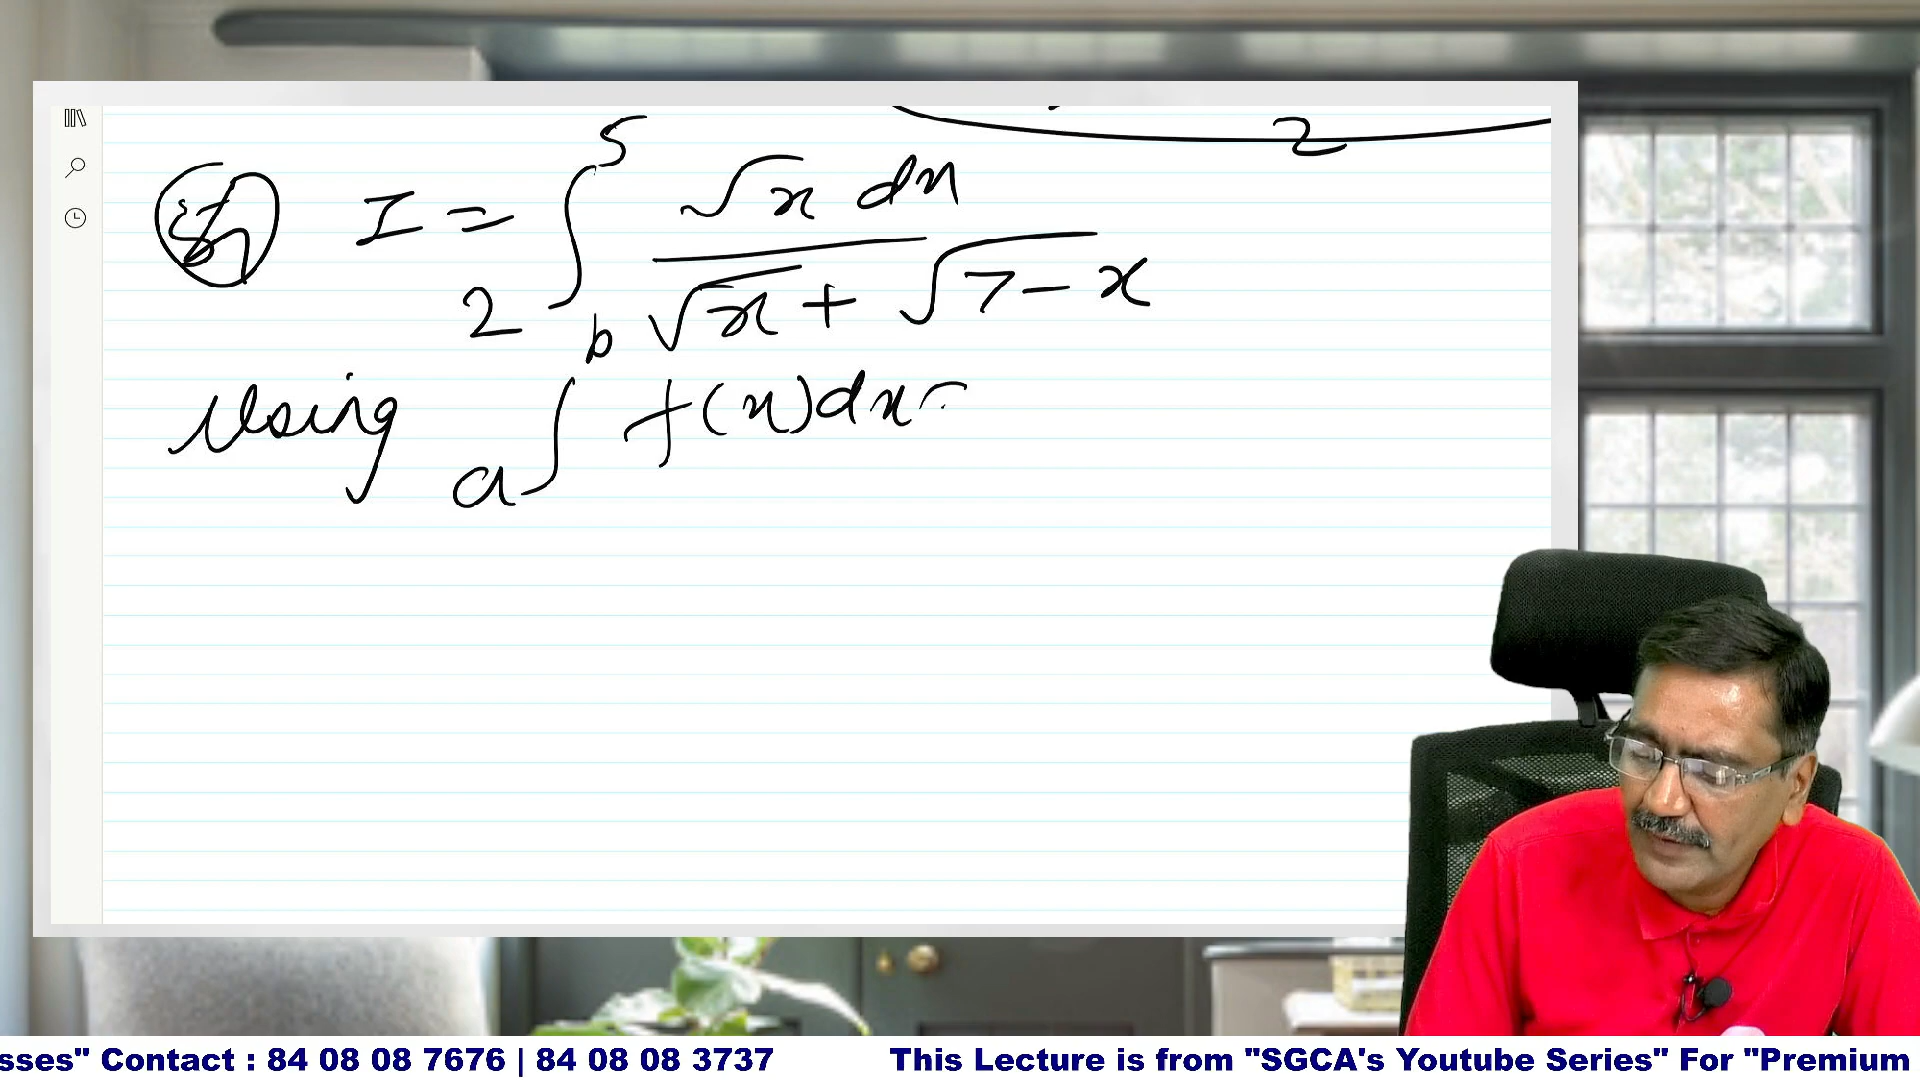 2
I = ∫₂⁵ √x dx / √x + √7 - x
Using ₐ∫ᵇ f(x)dx =
sses" Contact : 84 08 08 7676 | 84 08 08 3737 This Lecture is from "SGCA's Youtube Series" For "Premium